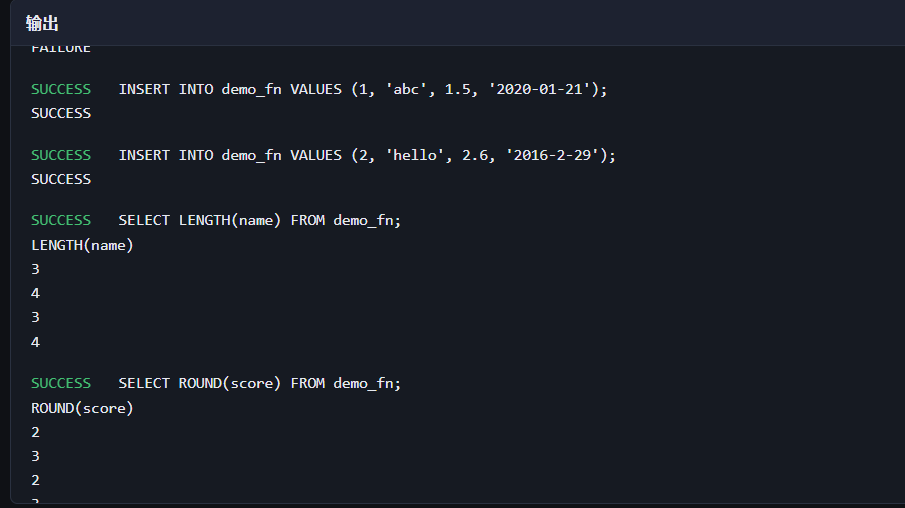 输出
FAILURE
SUCCESS INSERT INTO demo_fn VALUES (1, 'abc', 1.5, '2020-01-21');
SUCCESS
SUCCESS INSERT INTO demo_fn VALUES (2, 'hello', 2.6, '2016-2-29');
SUCCESS
SUCCESS SELECT LENGTH(name) FROM demo_fn;
LENGTH(name)
3
4
3
4
SUCCESS SELECT ROUND(score) FROM demo_fn;
ROUND(score)
2
3
2
3